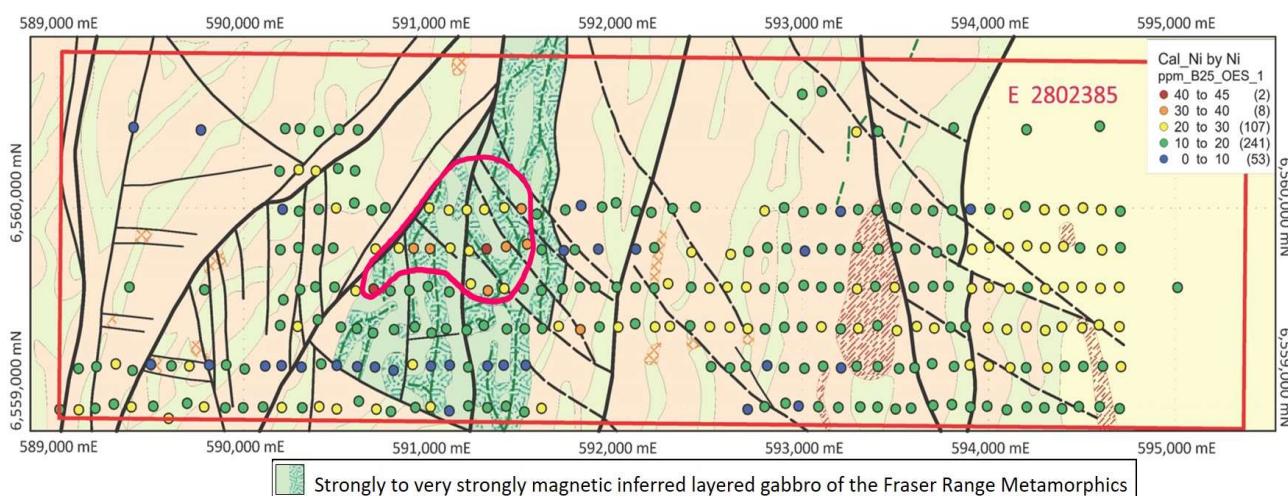 589,000 mE 590,000 mE 591,000 mE 592,000 mE 593,000 mE 594,000 mE 595,000 mE
Cal_Ni by Ni
ppm_B25_OES_1
40 to 45 (2)
30 to 40 (8)
20 to 30 (107)
10 to 20 (241)
0 to 10 (53)
E 2802385
6,560,000 mN
6,559,000 mN
589,000 mE 590,000 mE 591,000 mE 592,000 mE 593,000 mE 594,000 mE 595,000 mE
Strongly to very strongly magnetic inferred layered gabbro of the Fraser Range Metamorphics